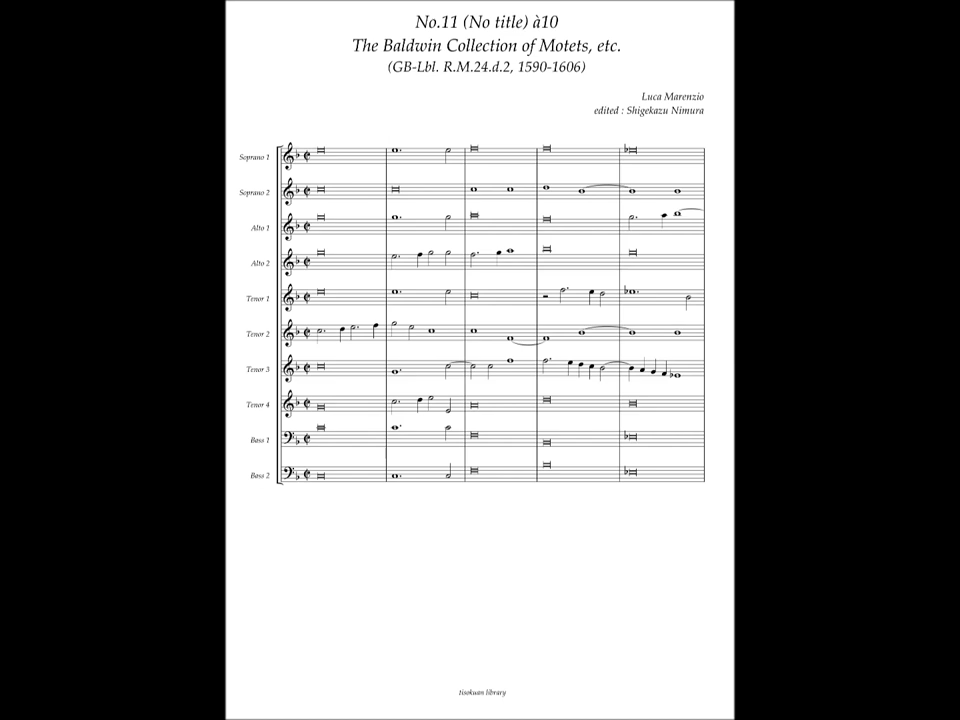 No.11 (No title) à10
The Baldwin Collection of Motets, etc.
(GB-Lbl. R.M.24.d.2, 1590-1606)
Luca Marenzio
edited : Shigekazu Nimura
Soprano 1
Soprano 2
Alto 1
Alto 2
Tenor 1
Tenor 2
Tenor 3
Tenor 4
Bass 1
Bass 2
tisokuan library